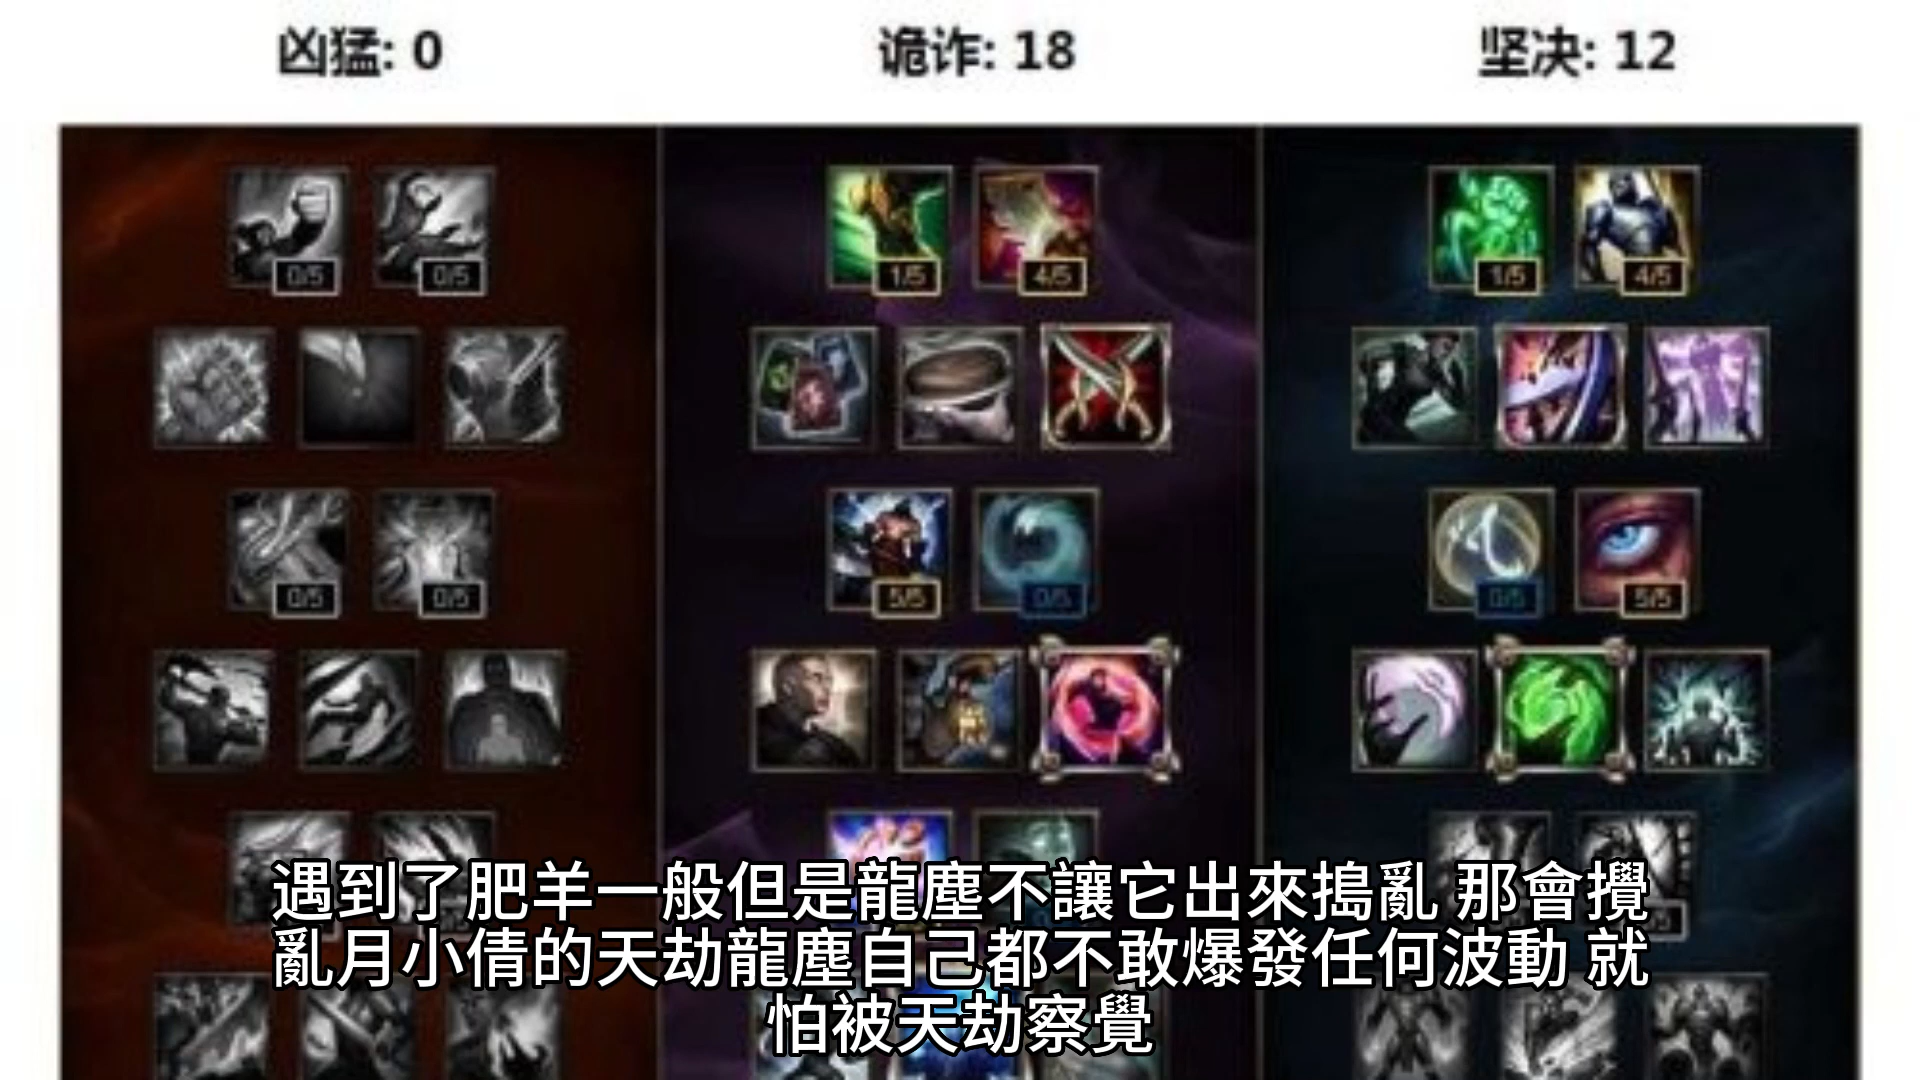 凶猛: 0
诡诈: 18
坚决: 12
0/5
0/5
1/5
4/5
1/5
4/5
0/5
0/5
5/5
0/5
0/5
5/5
遇到了肥羊一般但是龍塵不讓它出來搗亂 那會攪
亂月小倩的天劫龍塵自己都不敢爆發任何波動 就
怕被天劫察覺